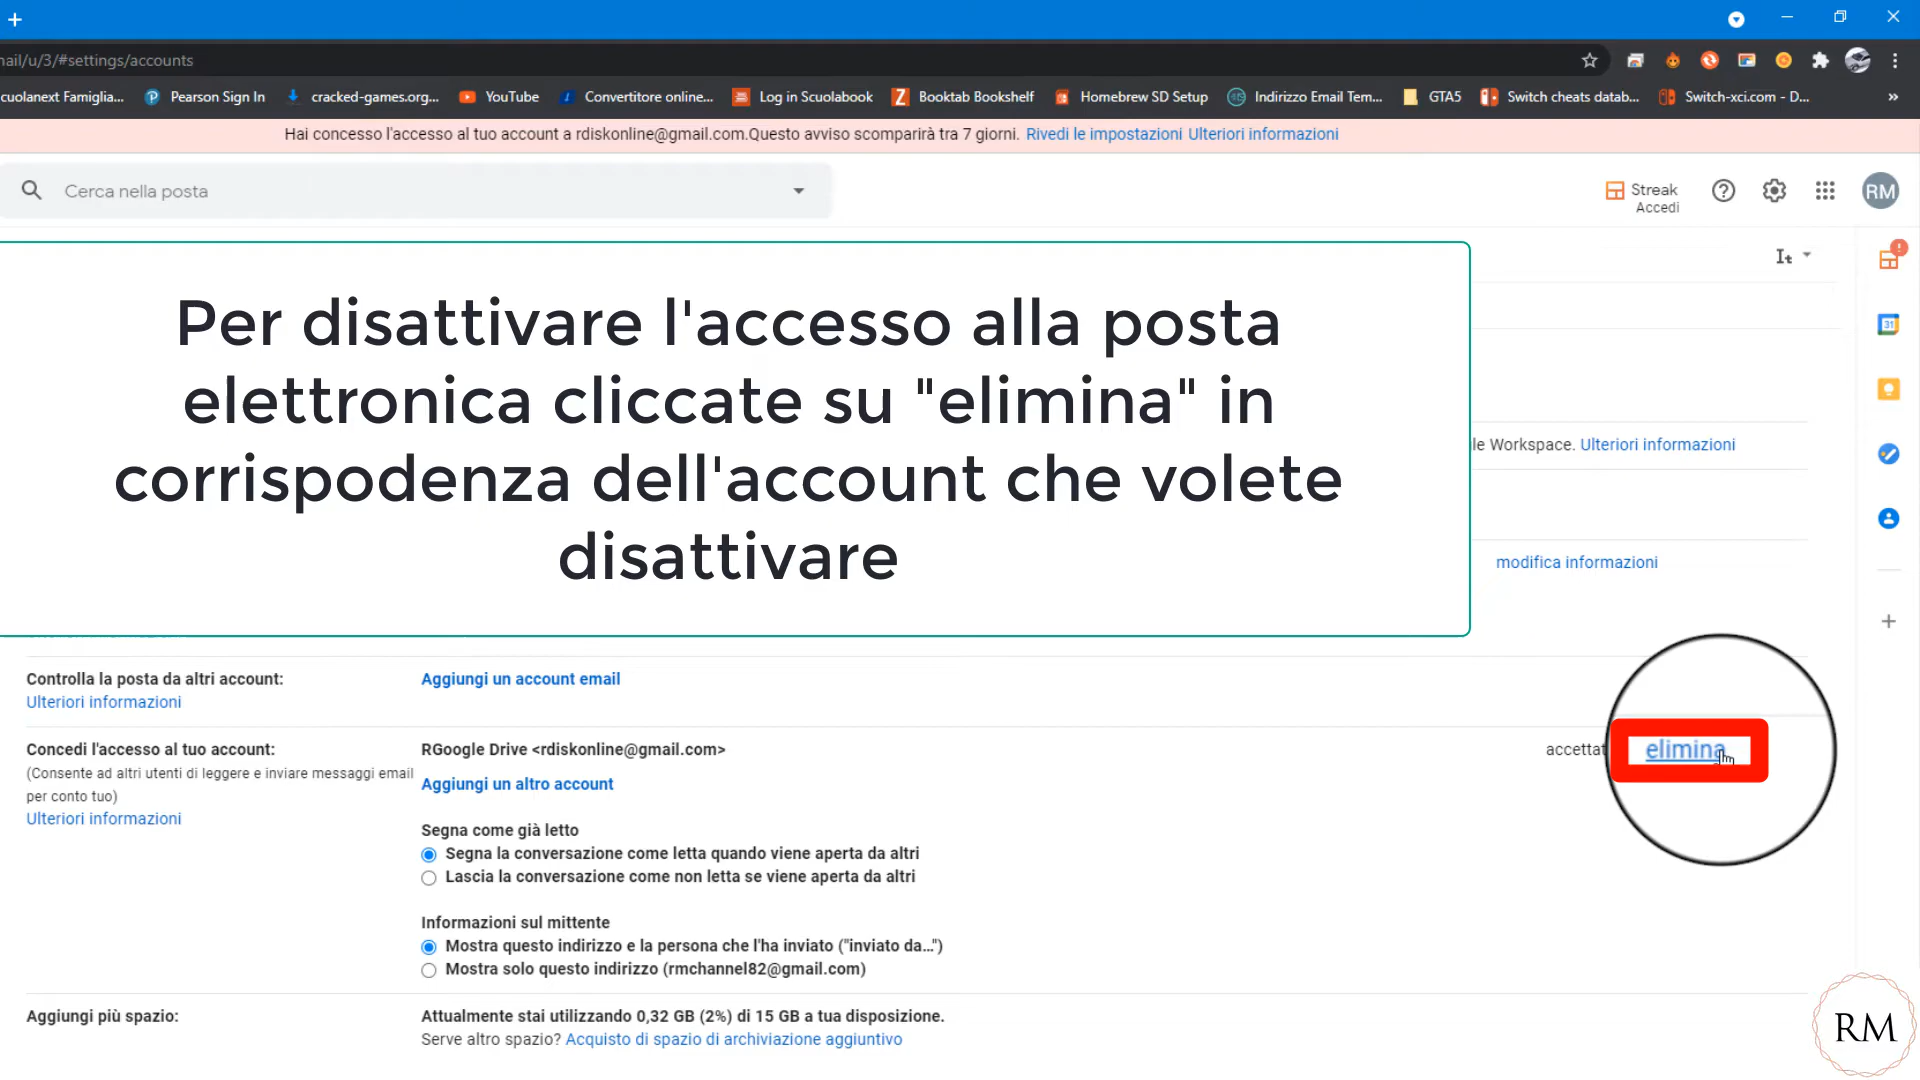 +
nail/u/3/#settings/accounts
cuolanext Famiglia... Pearson Sign In cracked-games.org... YouTube Convertitore online... Log in Scuolabook Booktab Bookshelf Homebrew SD Setup Indirizzo Email Tem... GTA5 Switch cheats datab... Switch-xci.com - D... »
Hai concesso l'accesso al tuo account a rdiskonline@gmail.com.Questo avviso scomparirà tra 7 giorni. Rivedi le impostazioni Ulteriori informazioni
Cerca nella posta
Streak
Accedi
RM
Per disattivare l'accesso alla posta
elettronica cliccate su "elimina" in
corrispodenza dell'account che volete
disattivare
31
le Workspace. Ulteriori informazioni
modifica informazioni
Controlla la posta da altri account: Aggiungi un account email
Ulteriori informazioni
Concedi l'accesso al tuo account: RGoogle Drive <rdiskonline@gmail.com> accettat elimina
(Consente ad altri utenti di leggere e inviare messaggi email
per conto tuo)
Aggiungi un altro account
Ulteriori informazioni
Segna come già letto
Segna la conversazione come letta quando viene aperta da altri
Lascia la conversazione come non letta se viene aperta da altri
Informazioni sul mittente
Mostra questo indirizzo e la persona che l'ha inviato ("inviato da...")
Mostra solo questo indirizzo (rmchannel82@gmail.com)
Aggiungi più spazio: Attualmente stai utilizzando 0,32 GB (2%) di 15 GB a tua disposizione.
Serve altro spazio? Acquisto di spazio di archiviazione aggiuntivo
RM